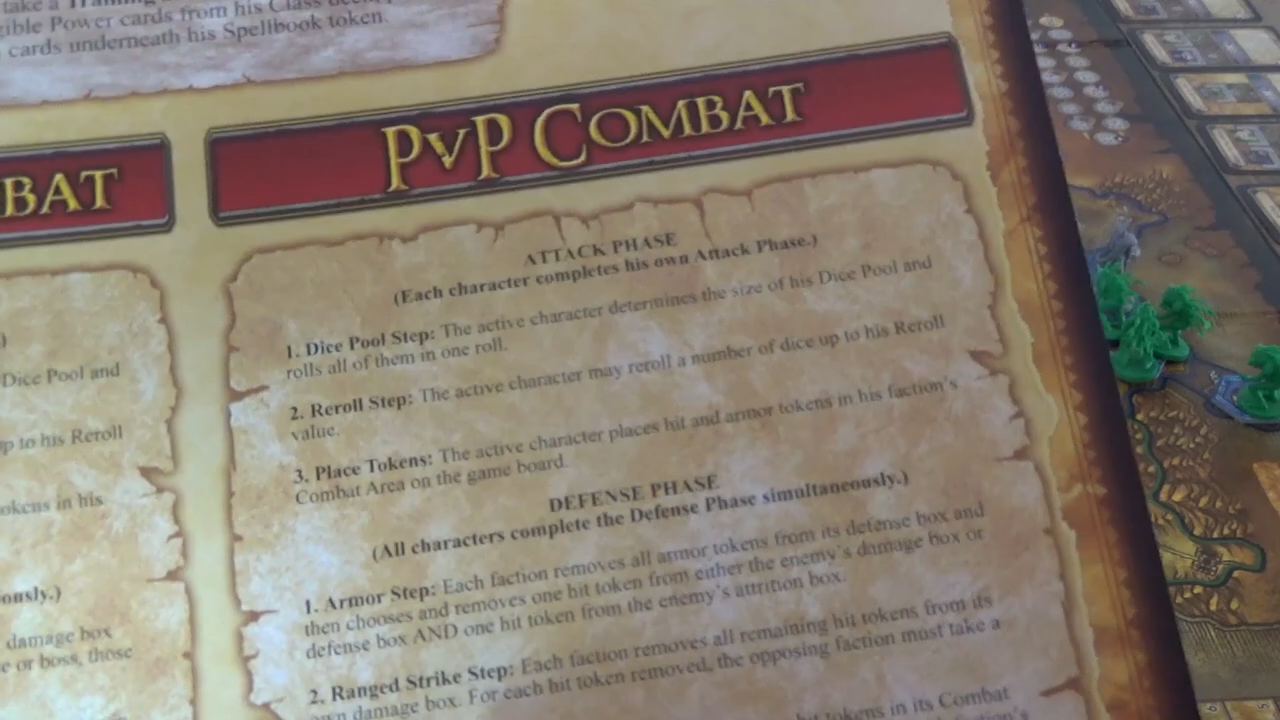 take a
gible Power cards from his Class
cards underneath his Spellbook token.
BAT
Dice Pool and
p to his Reroll
okens in his
ously.)
damage box
e or boss, those
PvP COMBAT
ATTACK PHASE
(Each character completes his own Attack Phase.)
1. Dice Pool Step: The active character determines the size of his Dice Pool and
rolls all of them in one roll.
2. Reroll Step: The active character may reroll a number of dice up to his Reroll
value.
3. Place Tokens: The active character places hit and armor tokens in his faction's
Combat Area on the game board.
DEFENSE PHASE
(All characters complete the Defense Phase simultaneously.)
1. Armor Step: Each faction removes all armor tokens from its defense box and
then chooses and removes one hit token from either the enemy's damage box or
defense box AND one hit token from the enemy's attrition box.
2. Ranged Strike Step: Each faction removes all remaining hit tokens from its
own damage box. For each hit token removed, the opposing faction must take a
hit tokens in its Combat